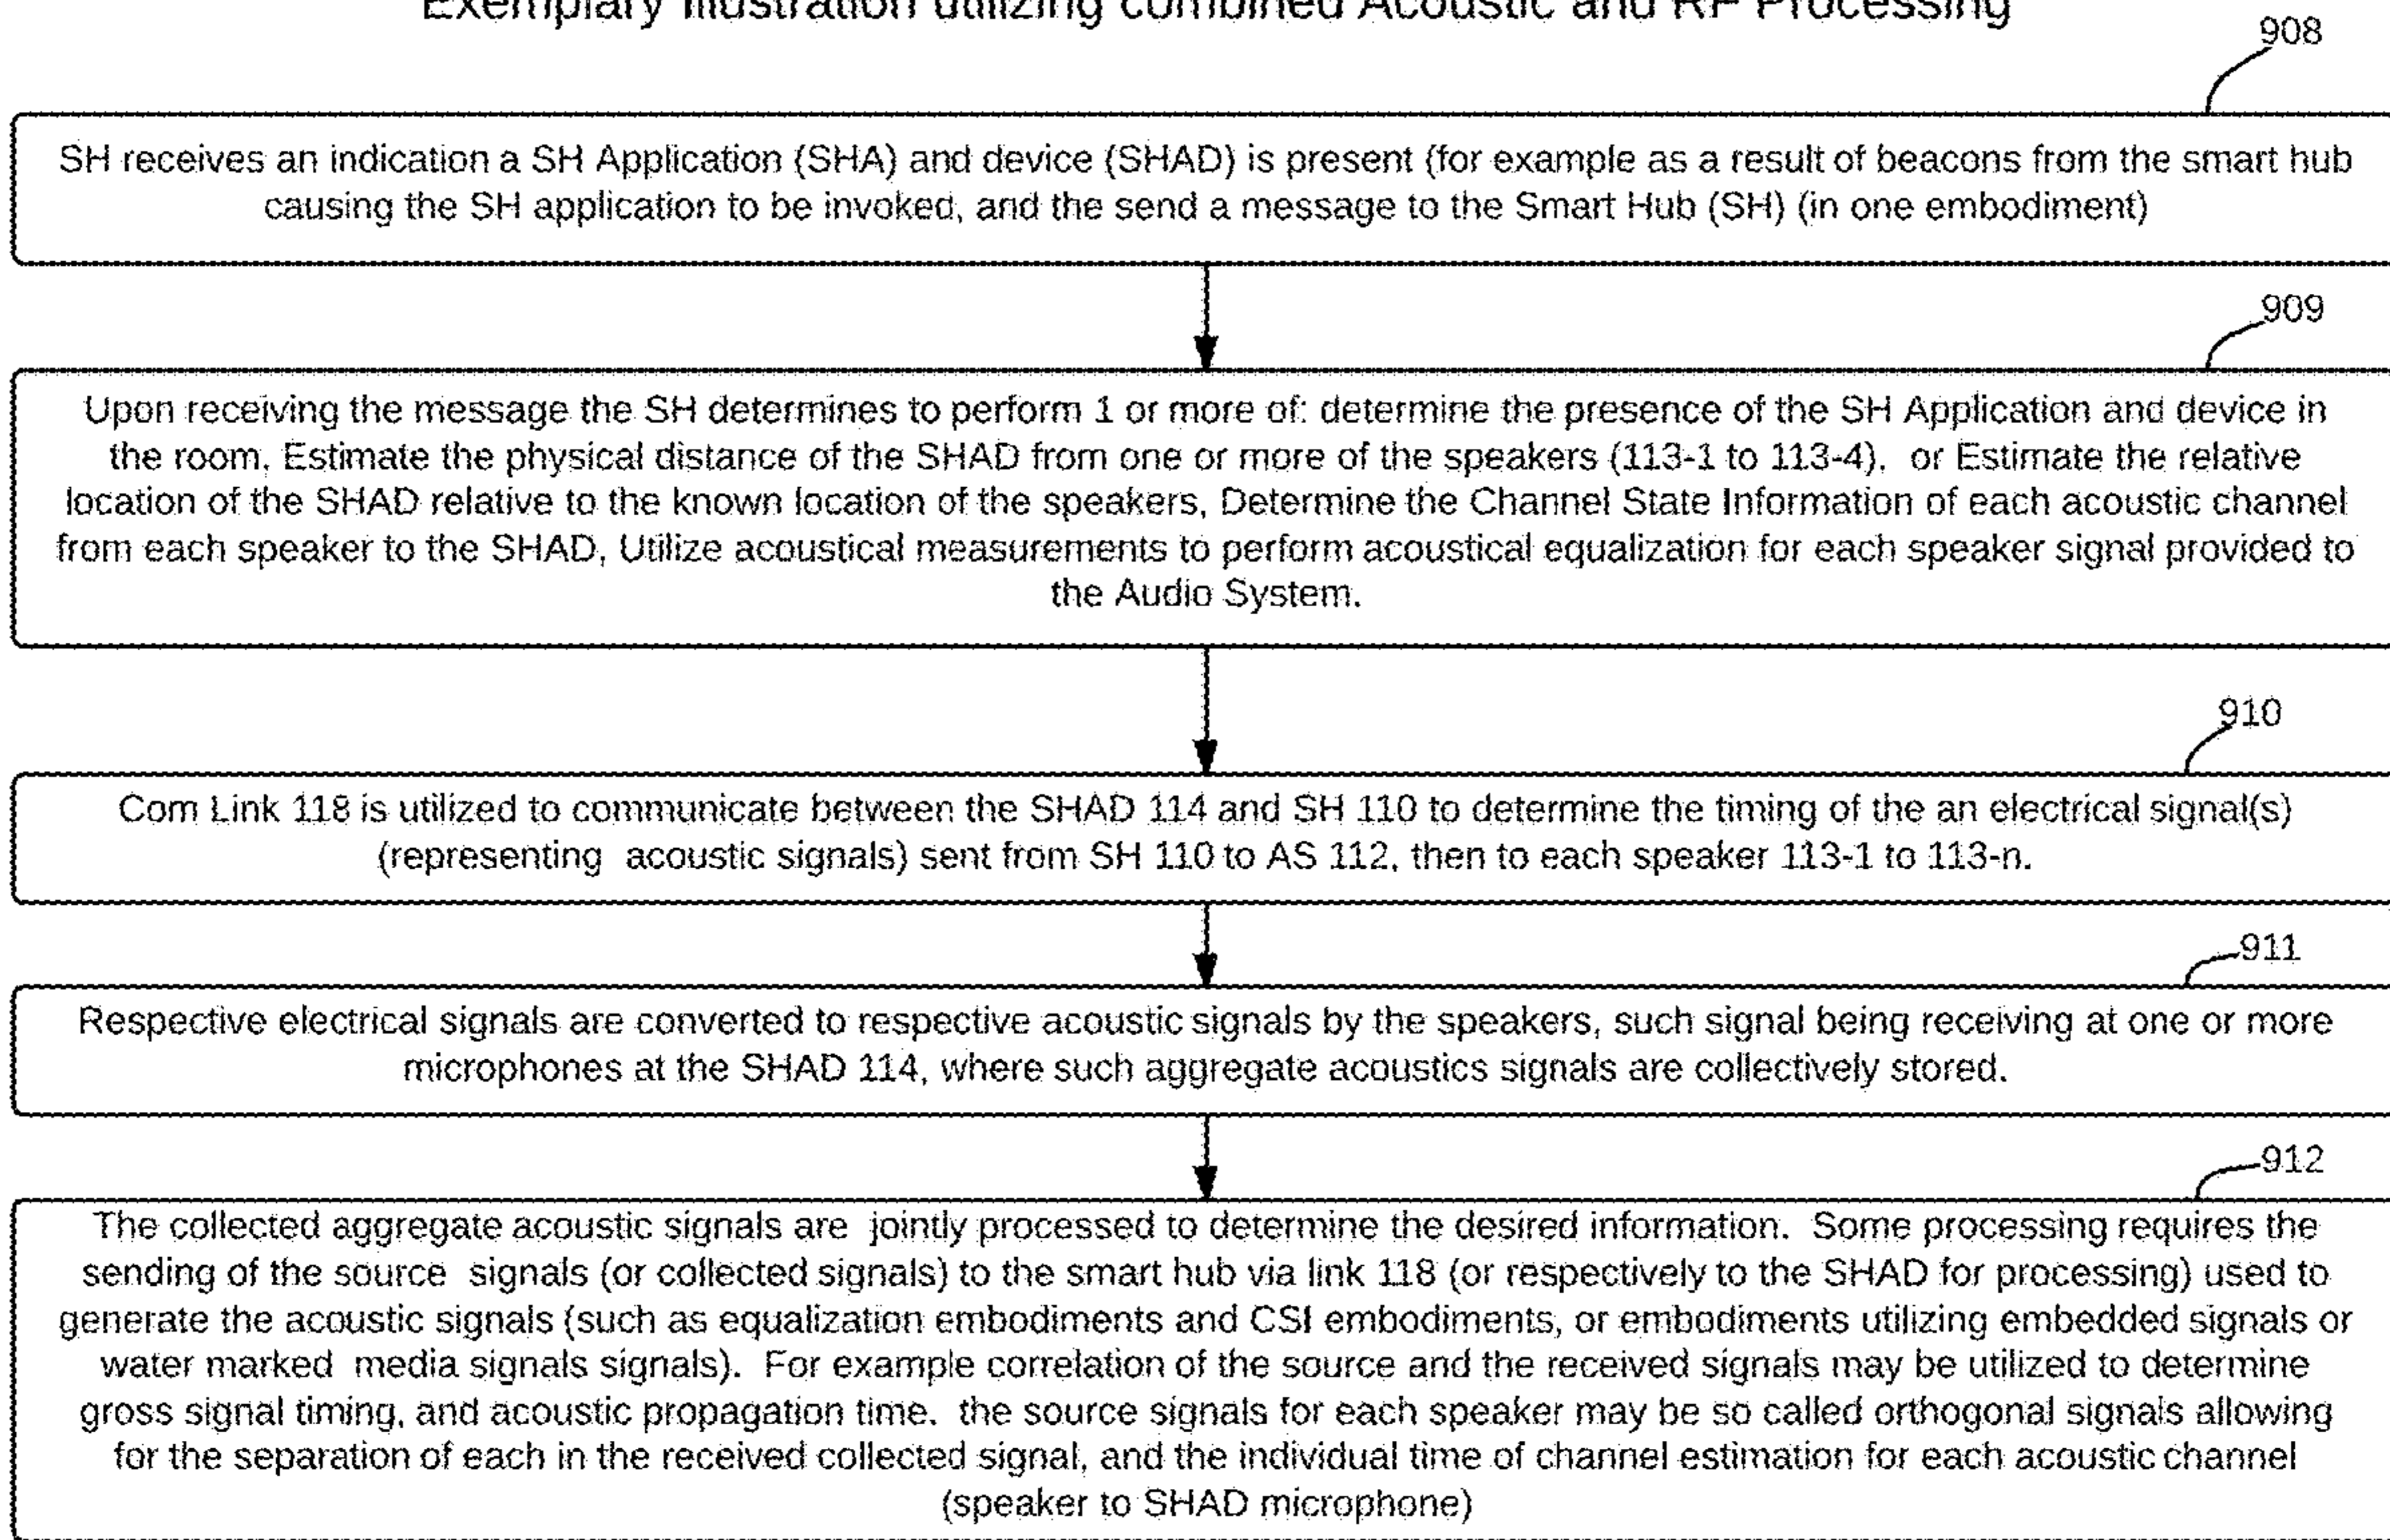 Exemplary Illustration utilizing combined Acoustic and RF Processing
908
SH receives an indication a SH Application (SHA) and device (SHAD) is present (for example as a result of beacons from the smart hub
causing the SH application to be invoked, and the send a message to the Smart Hub (SH) (in one embodiment)
909
Upon receiving the message the SH determines to perform 1 or more of: determine the presence of the SH Application and device in
the room, Estimate the physical distance of the SHAD from one or more of the speakers (113-1 to 113-4), or Estimate the relative
location of the SHAD relative to the known location of the speakers, Determine the Channel State Information of each acoustic channel
from each speaker to the SHAD, Utilize acoustical measurements to perform acoustical equalization for each speaker signal provided to
the Audio System.
910
Com Link 118 is utilized to communicate between the SHAD 114 and SH 110 to determine the timing of the an electrical signal(s)
(representing acoustic signals) sent from SH 110 to AS 112, then to each speaker 113-1 to 113-n.
911
Respective electrical signals are converted to respective acoustic signals by the speakers, such signal being receiving at one or more
microphones at the SHAD 114, where such aggregate acoustics signals are collectively stored.
912
The collected aggregate acoustic signals are jointly processed to determine the desired information. Some processing requires the
sending of the source signals (or collected signals) to the smart hub via link 118 (or respectively to the SHAD for processing) used to
generate the acoustic signals (such as equalization embodiments and CSI embodiments, or embodiments utilizing embedded signals or
water marked media signals signals). For example correlation of the source and the received signals may be utilized to determine
gross signal timing, and acoustic propagation time. the source signals for each speaker may be so called orthogonal signals allowing
for the separation of each in the received collected signal, and the individual time of channel estimation for each acoustic channel
(speaker to SHAD microphone)